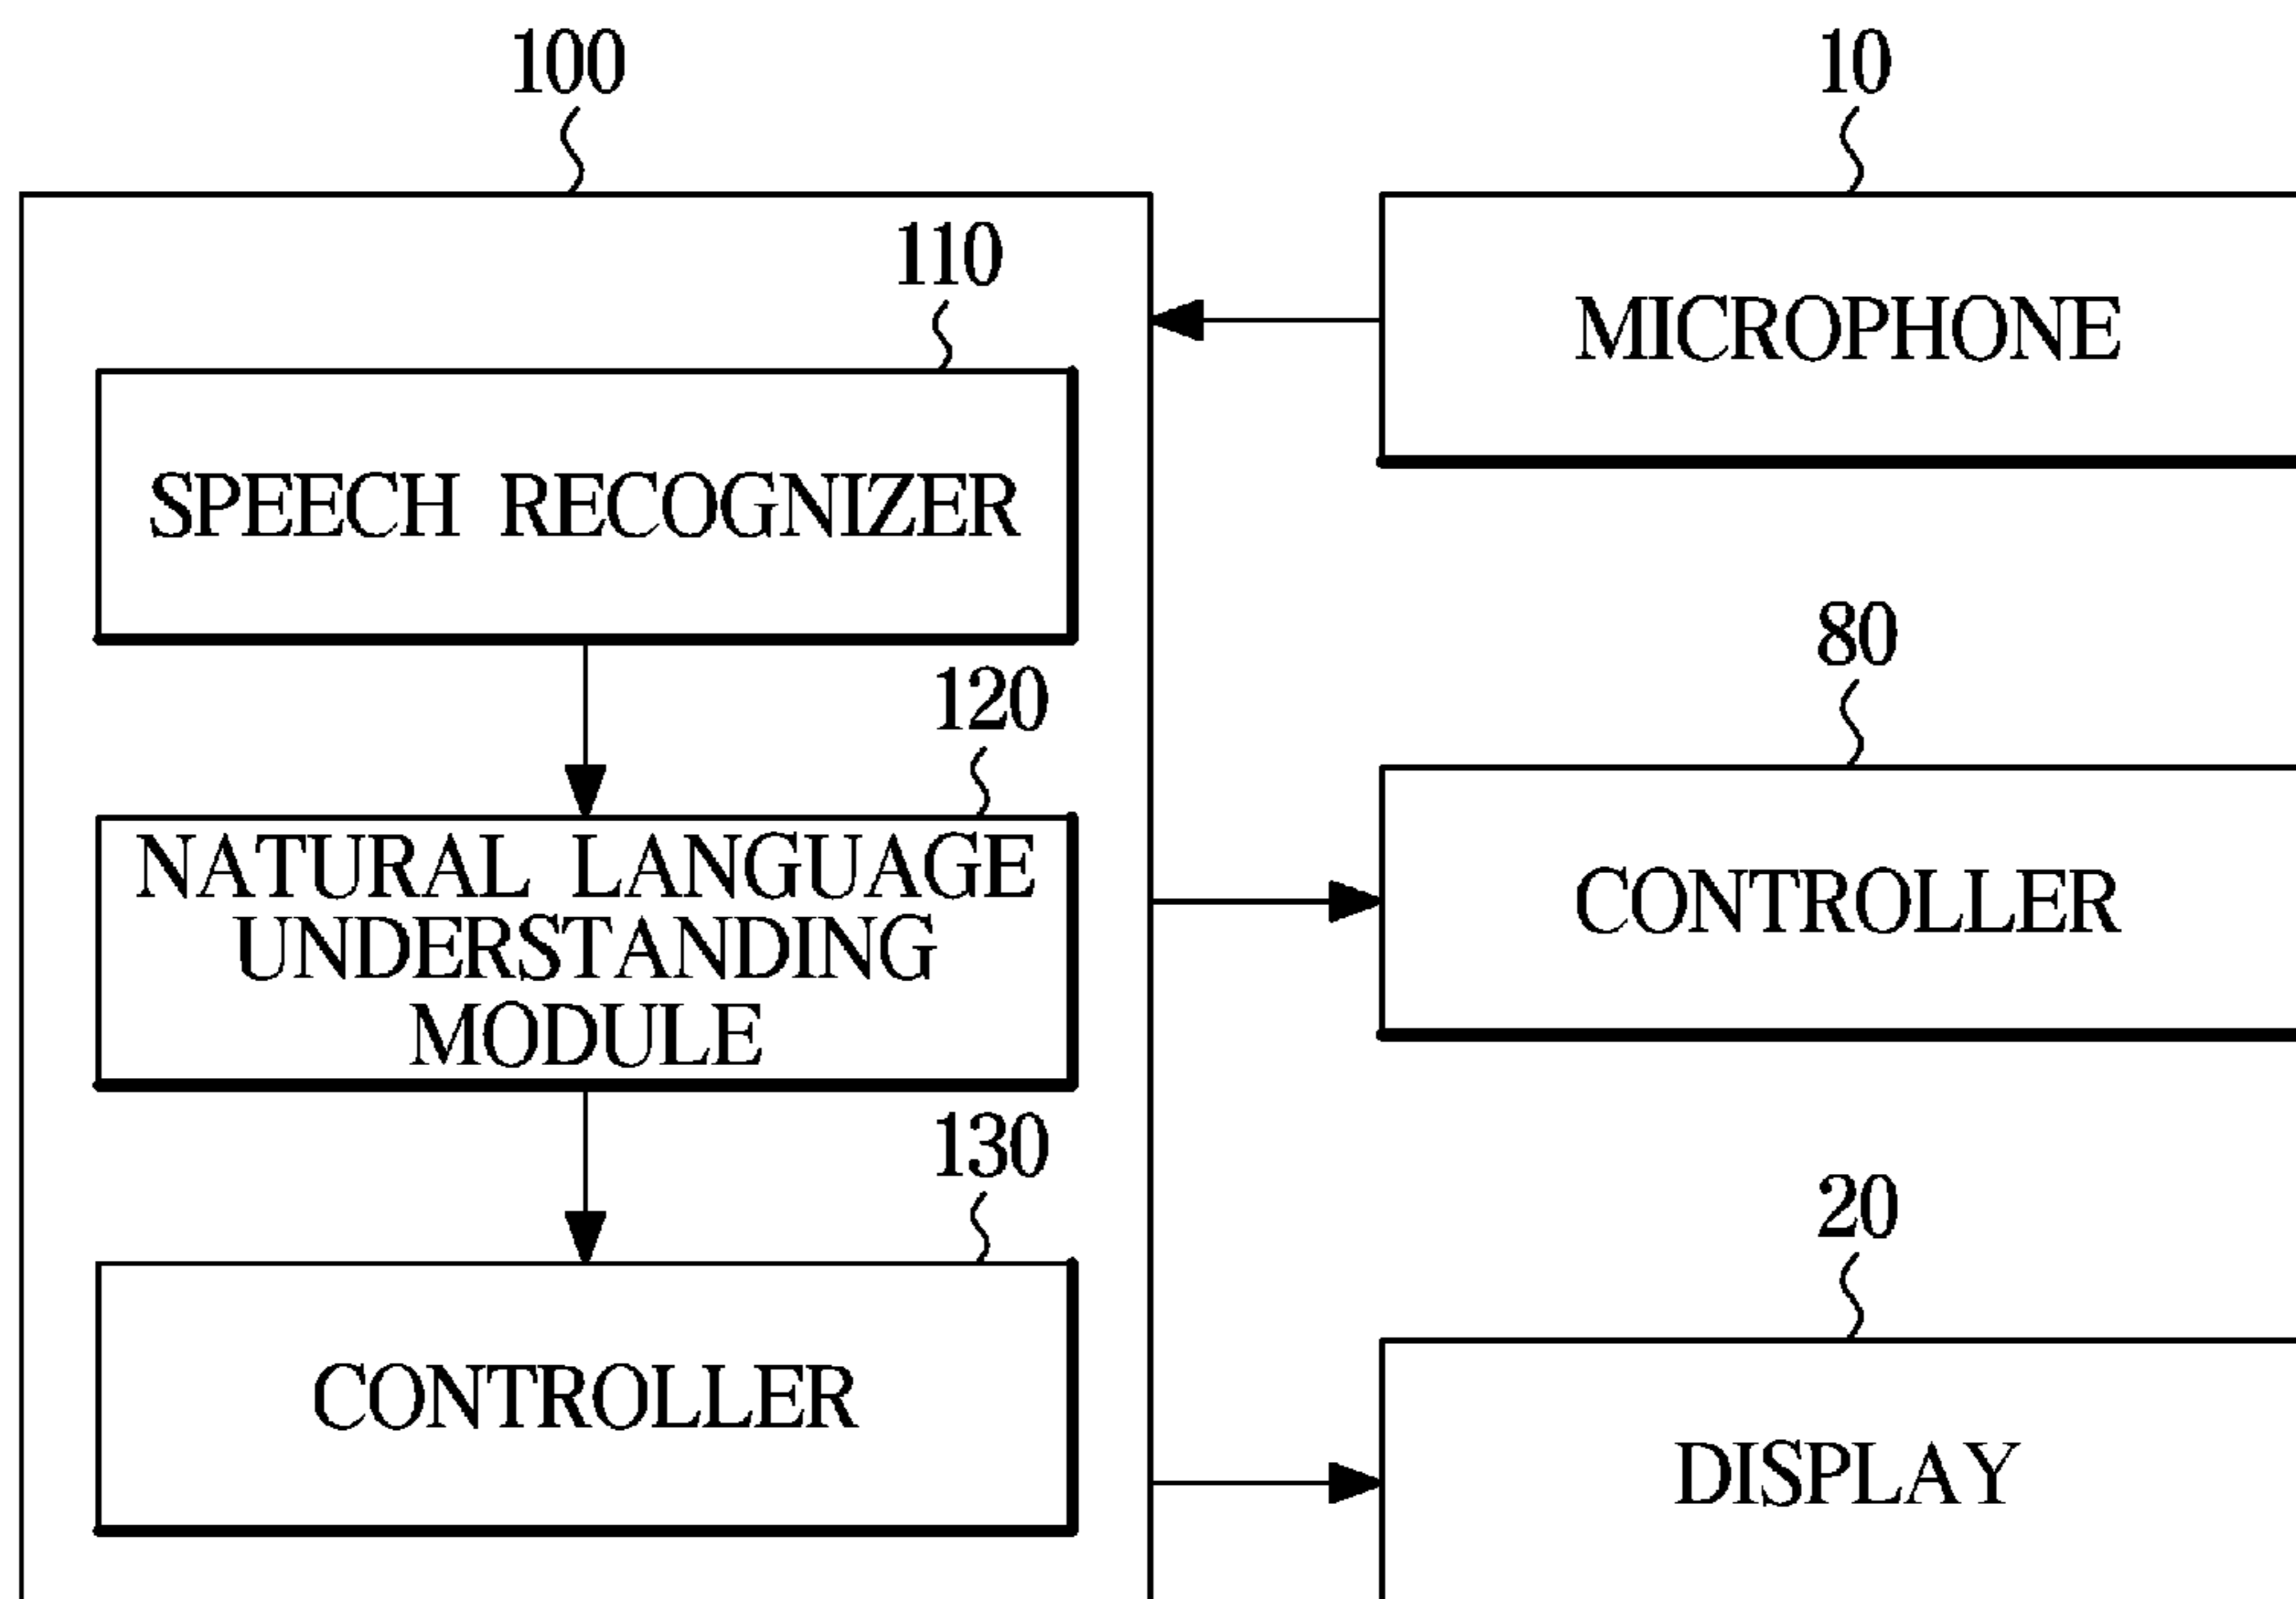 100
110
SPEECH RECOGNIZER
120
NATURAL LANGUAGE
UNDERSTANDING
MODULE
130
CONTROLLER
10
MICROPHONE
80
CONTROLLER
20
DISPLAY